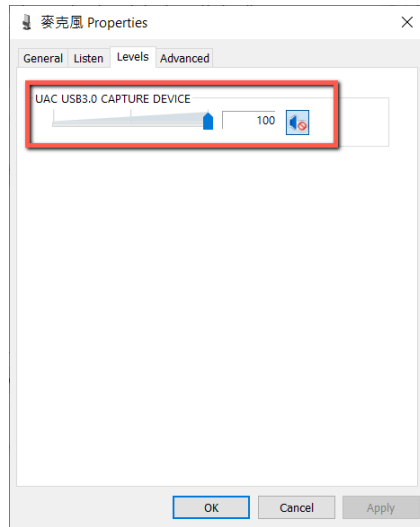 麥克風 Properties
General Listen Levels Advanced
UAC USB3.0 CAPTURE DEVICE
100
OK Cancel Apply